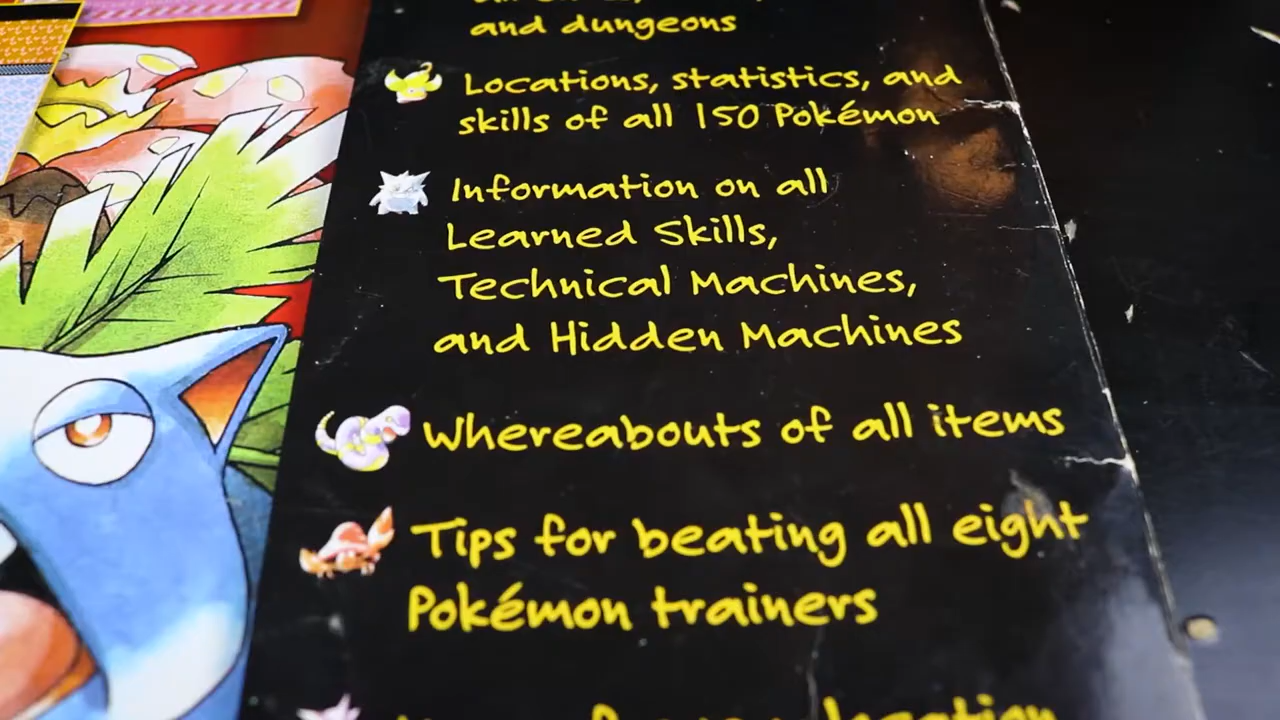 and dungeons
Locations, statistics, and
skills of all 150 Pokémon
Information on all
Learned Skills,
Technical Machines,
and Hidden Machines
Whereabouts of all items
Tips for beating all eight
Pokémon trainers